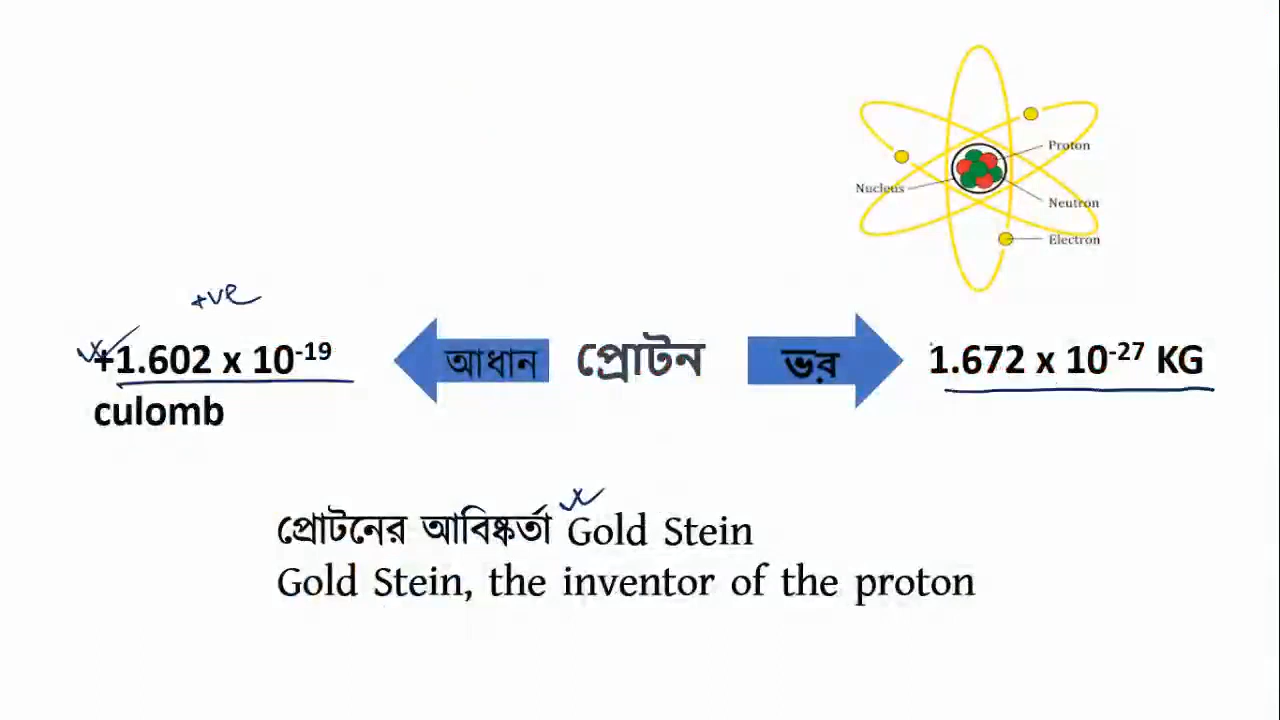 Proton
Nucleus
Neutron
Electron
+ve
+1.602 x 10-19
culomb
আধান
প্রোটন
ভর
1.672 x 10-27 KG
প্রোটনের আবিষ্কর্তা Gold Stein
Gold Stein, the inventor of the proton